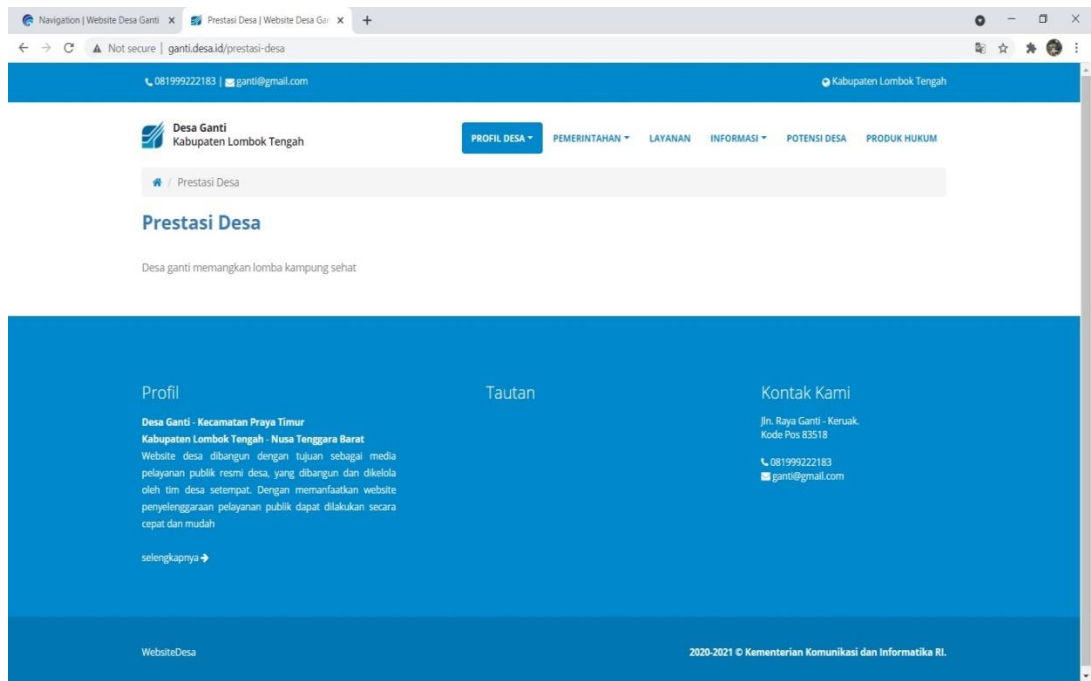 Navigation | Website Desa Ganti
Prestasi Desa | Website Desa Gan
Not secure | ganti.desa.id/prestasi-desa
081999222183 | ganti@gmail.com
Kabupaten Lombok Tengah
Desa Ganti
Kabupaten Lombok Tengah
PROFIL DESA
PEMERINTAHAN
LAYANAN
INFORMASI
POTENSI DESA
PRODUK HUKUM
/ Prestasi Desa
Prestasi Desa
Desa ganti memangkan lomba kampung sehat
Profil
Desa Ganti - Kecamatan Praya Timur
Kabupaten Lombok Tengah - Nusa Tenggara Barat
Website desa dibangun dengan tujuan sebagai media
pelayanan publik resmi desa, yang dibangun dan dikelola
oleh tim desa setempat. Dengan memanfaatkan website
penyelenggaraan pelayanan publik dapat dilakukan secara
cepat dan mudah
selengkapnya
Tautan
Kontak Kami
Jln. Raya Ganti - Keruak.
Kode Pos 83518
081999222183
ganti@gmail.com
WebsiteDesa
2020-2021 © Kementerian Komunikasi dan Informatika RI.